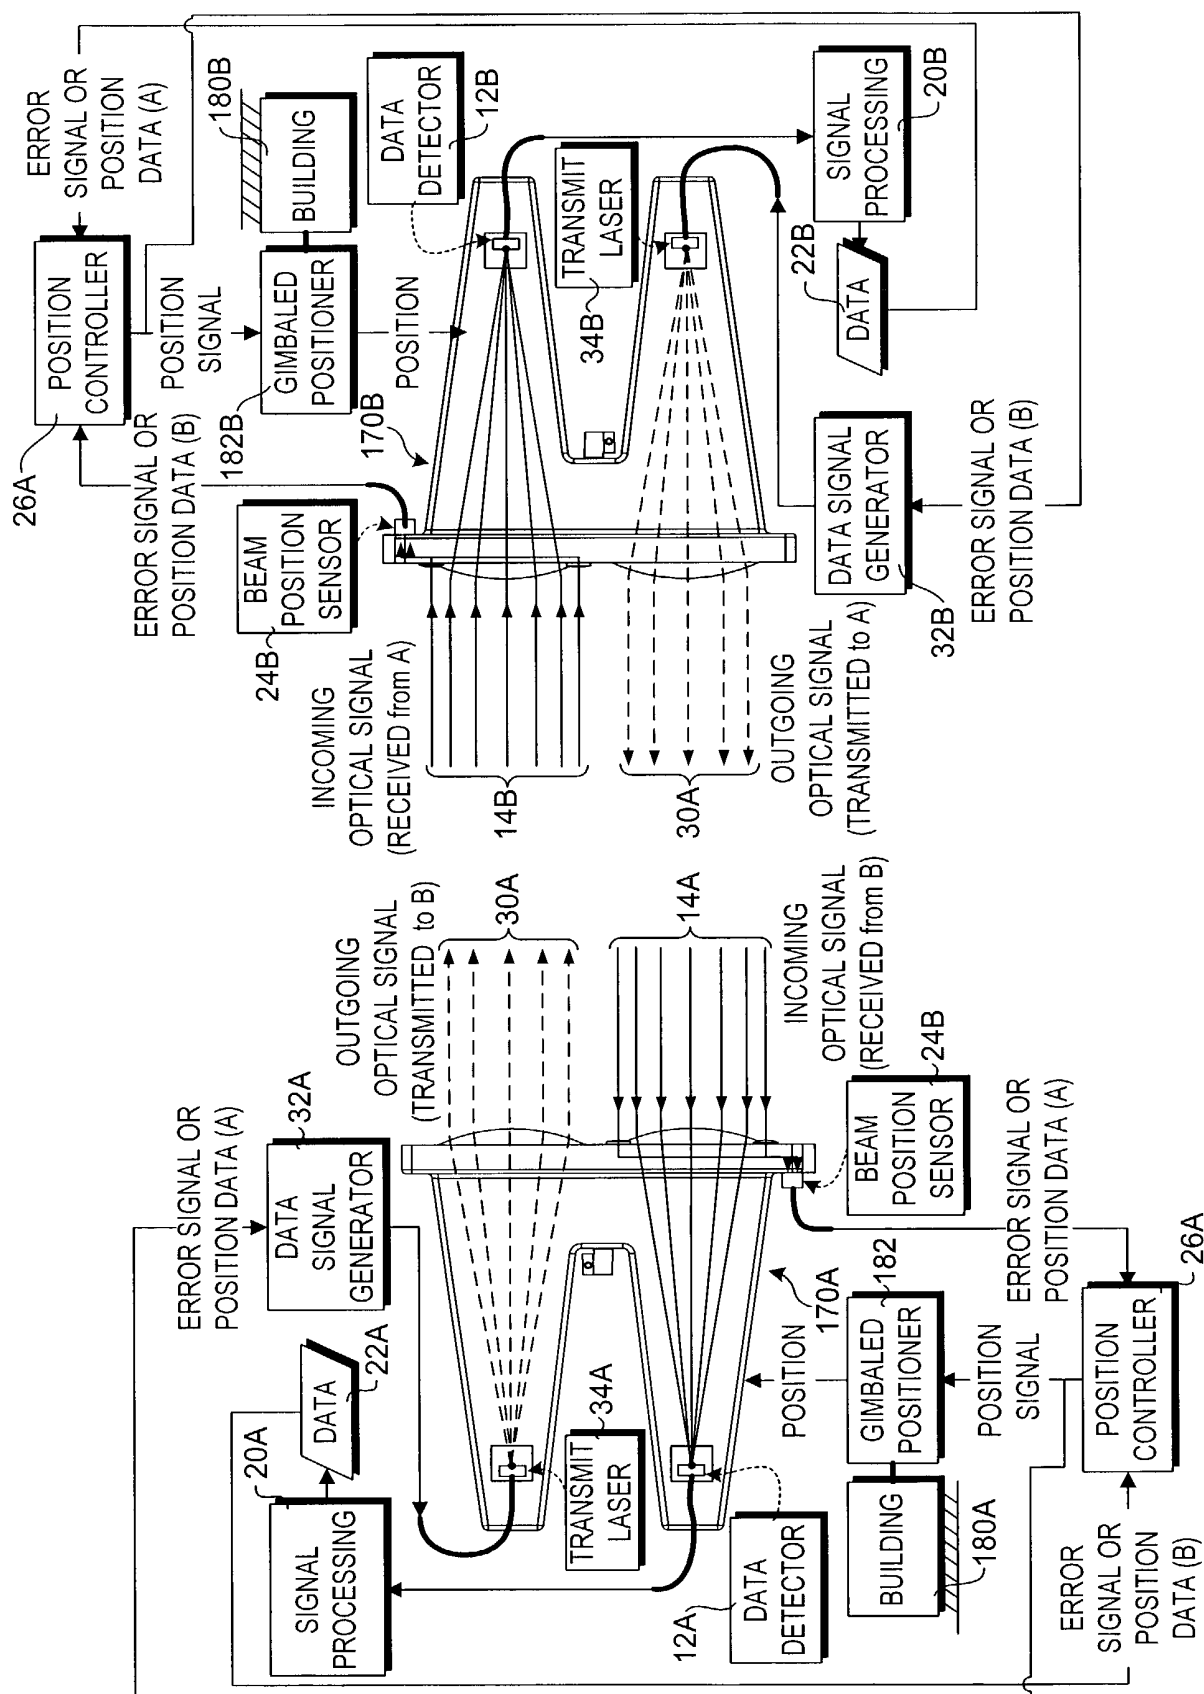 ERROR
SIGNAL OR
POSITION
DATA (A)
180B
BUILDING
DATA
DETECTOR
12B
26A
POSITION
CONTROLLER
POSITION
SIGNAL
GIMBALED
POSITIONER
182B
POSITION
TRANSMIT
LASER
34B
SIGNAL
PROCESSING
20B
DATA
22B
ERROR SIGNAL OR
POSITION DATA (B)
170B
BEAM
POSITION
SENSOR
24B
DATA SIGNAL
GENERATOR
32B
ERROR SIGNAL OR
POSITION DATA (B)
INCOMING
OPTICAL SIGNAL
(RECEIVED from A)
14B
30A
OUTGOING
OPTICAL SIGNAL
(TRANSMITTED to A)
OUTGOING
OPTICAL SIGNAL
(TRANSMITTED to B)
30A
14A
INCOMING
OPTICAL SIGNAL
(RECEIVED from B)
ERROR SIGNAL OR
POSITION DATA (A)
32A
DATA
SIGNAL
GENERATOR
24B
BEAM
POSITION
SENSOR
ERROR SIGNAL OR
POSITION DATA (A)
22A
DATA
20A
SIGNAL
PROCESSING
34A
TRANSMIT
LASER
170A
POSITION
182
GIMBALED
POSITIONER
POSITION
SIGNAL
26A
POSITION
CONTROLLER
12A
DATA
DETECTOR
BUILDING
180A
ERROR
SIGNAL OR
POSITION
DATA (B)